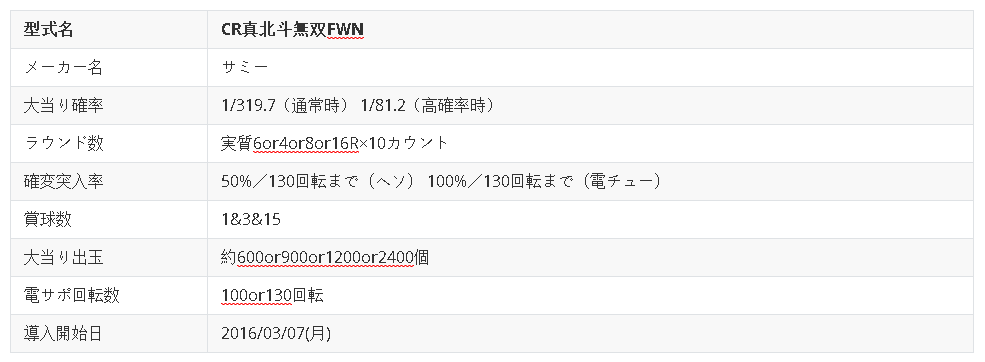 型式名 CR真北斗無双FWN
メーカー名 サミー
大当り確率 1/319.7（通常時） 1/81.2（高確率時）
ラウンド数 実質6or4or8or16R×10カウント
確変突入率 50%／130回転まで（ヘソ） 100%／130回転まで（電チュー）
賞球数 1&3&15
大当り出玉 約600or900or1200or2400個
電サポ回転数 100or130回転
導入開始日 2016/03/07(月)